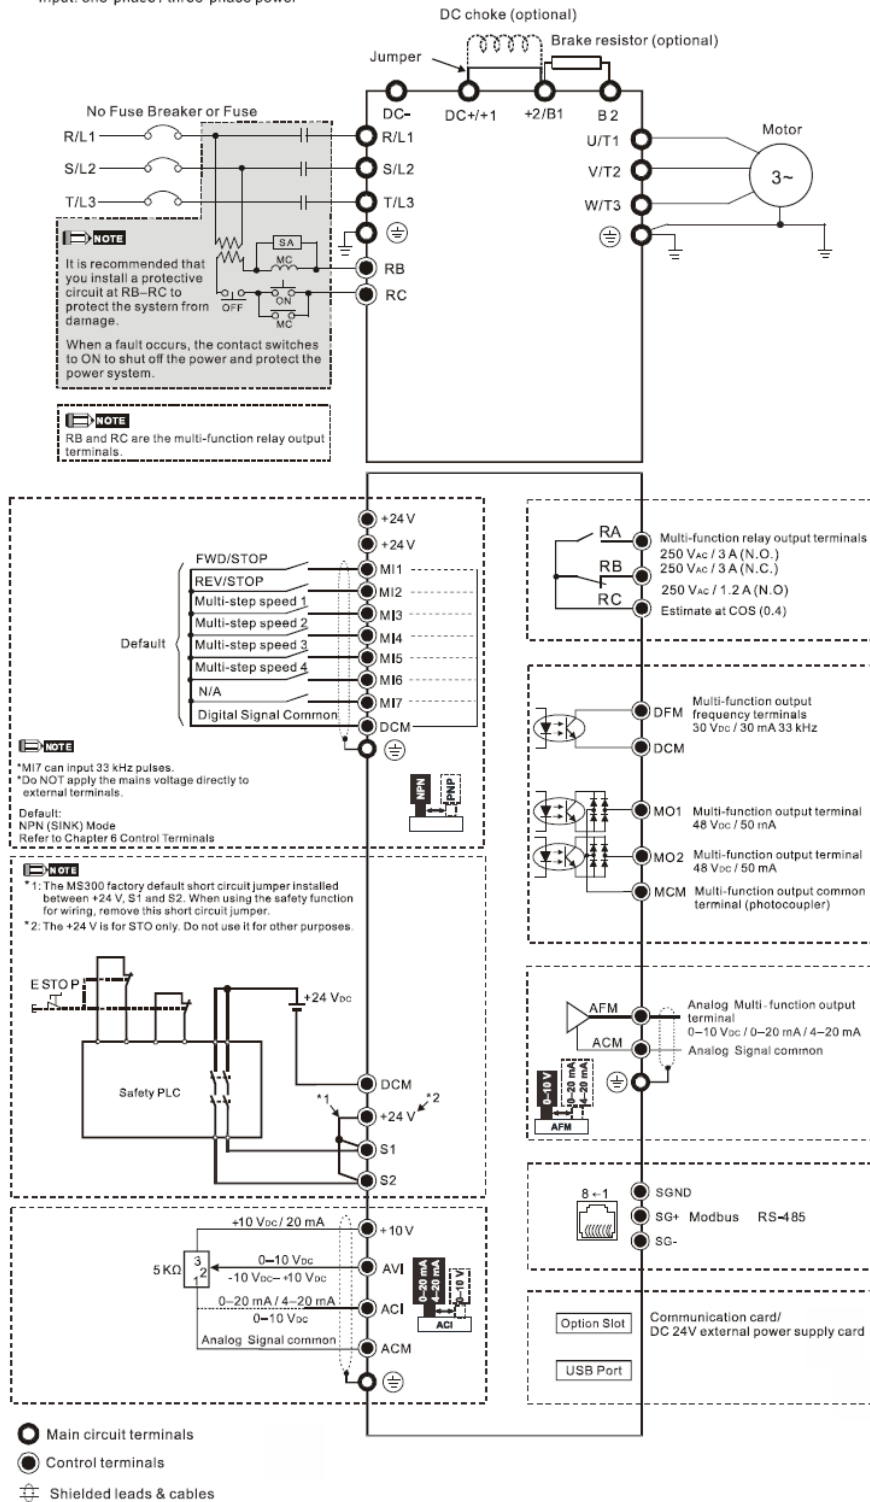 Input: one-phase / three-phase power
DC choke (optional)
Jumper
Brake resistor (optional)
No Fuse Breaker or Fuse
DC-
DC+/+1
+2/B1
B2
R/L1
R/L1
U/T1
Motor
S/L2
S/L2
V/T2
3~
T/L3
T/L3
W/T3
NOTE
It is recommended that
you install a protective
circuit at RB–RC to
protect the system from
damage.
When a fault occurs, the contact switches
to ON to shut off the power and protect the
power system.
SA
MC
RB
OFF
ON
MC
RC
NOTE
RB and RC are the multi-function relay output
terminals.
+24 V
+24 V
Default
FWD/STOP
MI1
REV/STOP
MI2
Multi-step speed 1
MI3
Multi-step speed 2
MI4
Multi-step speed 3
MI5
Multi-step speed 4
MI6
N/A
MI7
Digital Signal Common
DCM
NOTE
*MI7 can input 33 kHz pulses.
*Do NOT apply the mains voltage directly to
external terminals.
Default:
NPN (SINK) Mode
Refer to Chapter 6 Control Terminals
NPN
PNP
NOTE
*1: The MS300 factory default short circuit jumper installed
between +24 V, S1 and S2. When using the safety function
for wiring, remove this short circuit jumper.
*2: The +24 V is for STO only. Do not use it for other purposes.
ESTOP
+24 VDC
Safety PLC
DCM
*1
*2
+24 V
S1
S2
+10 VDC / 20 mA
+10V
5 KΩ
3
2
1
0–10 VDC
-10 VDC– +10 VDC
AVI
0–20 mA / 4–20 mA
0–10 VDC
ACI
Analog Signal common
ACM
0–20 mA
4–20 mA
0–10 V
ACI
RA
Multi-function relay output terminals
250 VAC / 3 A (N.O.)
RB
250 VAC / 3 A (N.C.)
250 VAC / 1.2 A (N.O)
RC
Estimate at COS (0.4)
DFM
Multi-function output
frequency terminals
30 VDC / 30 mA 33 kHz
DCM
MO1
Multi-function output terminal
48 VDC / 50 mA
MO2
Multi-function output terminal
48 VDC / 50 mA
MCM
Multi-function output common
terminal (photocoupler)
AFM
Analog Multi-function output
terminal
0–10 VDC / 0–20 mA / 4–20 mA
ACM
Analog Signal common
0–10 V
0–20 mA
4–20 mA
AFM
8←1
SGND
SG+
Modbus RS-485
SG-
Option Slot
Communication card/
DC 24V external power supply card
USB Port
Main circuit terminals
Control terminals
Shielded leads & cables